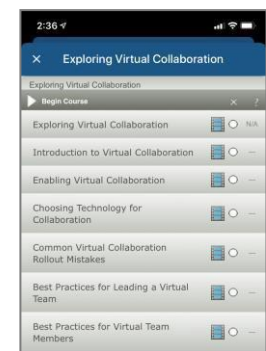 2:36
× Exploring Virtual Collaboration
Exploring Virtual Collaboration
Begin Course × !
Exploring Virtual Collaboration N/A
Introduction to Virtual Collaboration –
Enabling Virtual Collaboration –
Choosing Technology for
Collaboration –
Common Virtual Collaboration
Rollout Mistakes –
Best Practices for Leading a Virtual
Team –
Best Practices for Virtual Team
Members –